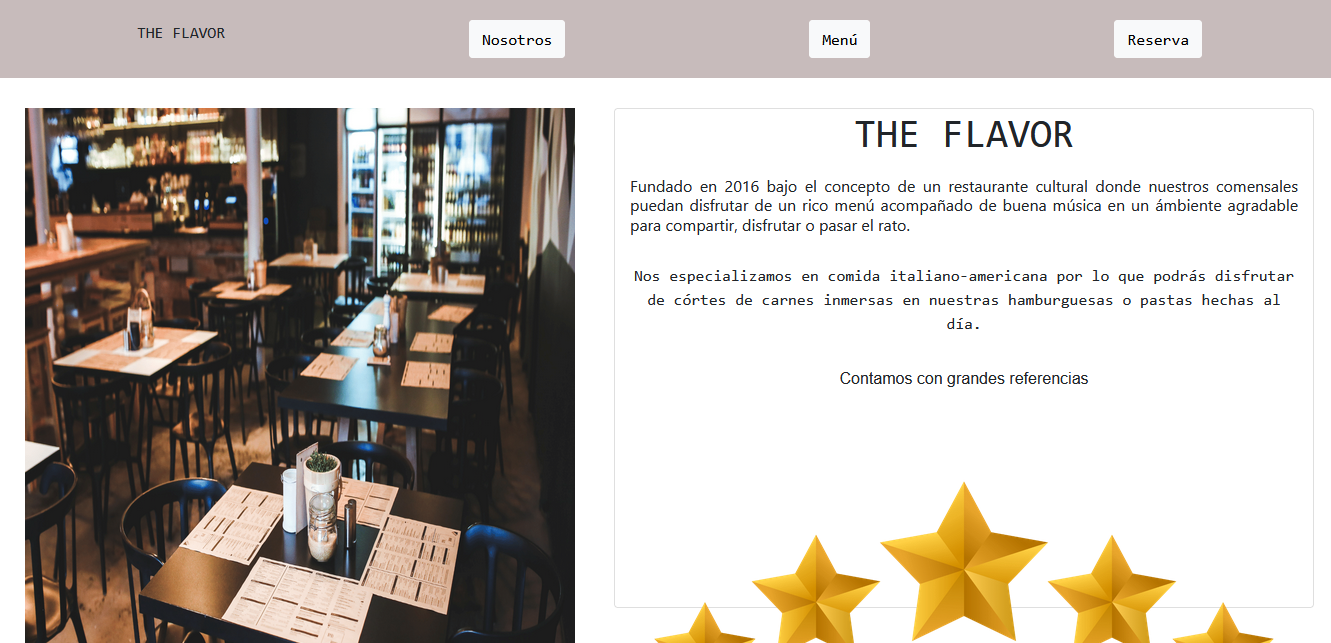 THE FLAVOR
Nosotros
Menú
Reserva
THE FLAVOR
Fundado en 2016 bajo el concepto de un restaurante cultural donde nuestros comensales
puedan disfrutar de un rico menú acompañado de buena música en un ámbiente agradable
para compartir, disfrutar o pasar el rato.
Nos especializamos en comida italiano-americana por lo que podrás disfrutar
de córtes de carnes inmersas en nuestras hamburguesas o pastas hechas al
día.
Contamos con grandes referencias